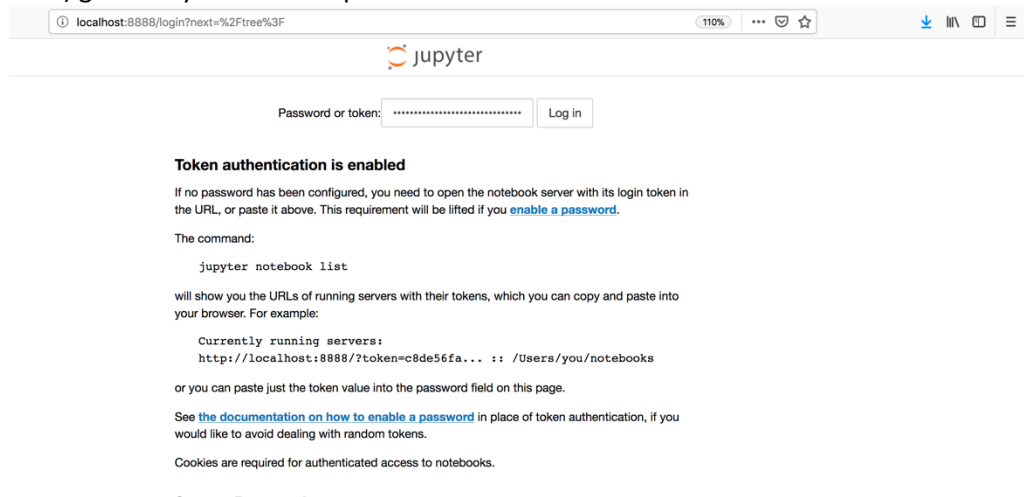 localhost:8888/login?next=%2Ftree%3F
110%
jupyter
Password or token:
Log in
Token authentication is enabled
If no password has been configured, you need to open the notebook server with its login token in
the URL, or paste it above. This requirement will be lifted if you enable a password.
The command:
jupyter notebook list
will show you the URLs of running servers with their tokens, which you can copy and paste into
your browser. For example:
Currently running servers:
http://localhost:8888/?token=c8de56fa... :: /Users/you/notebooks
or you can paste just the token value into the password field on this page.
See the documentation on how to enable a password in place of token authentication, if you
would like to avoid dealing with random tokens.
Cookies are required for authenticated access to notebooks.